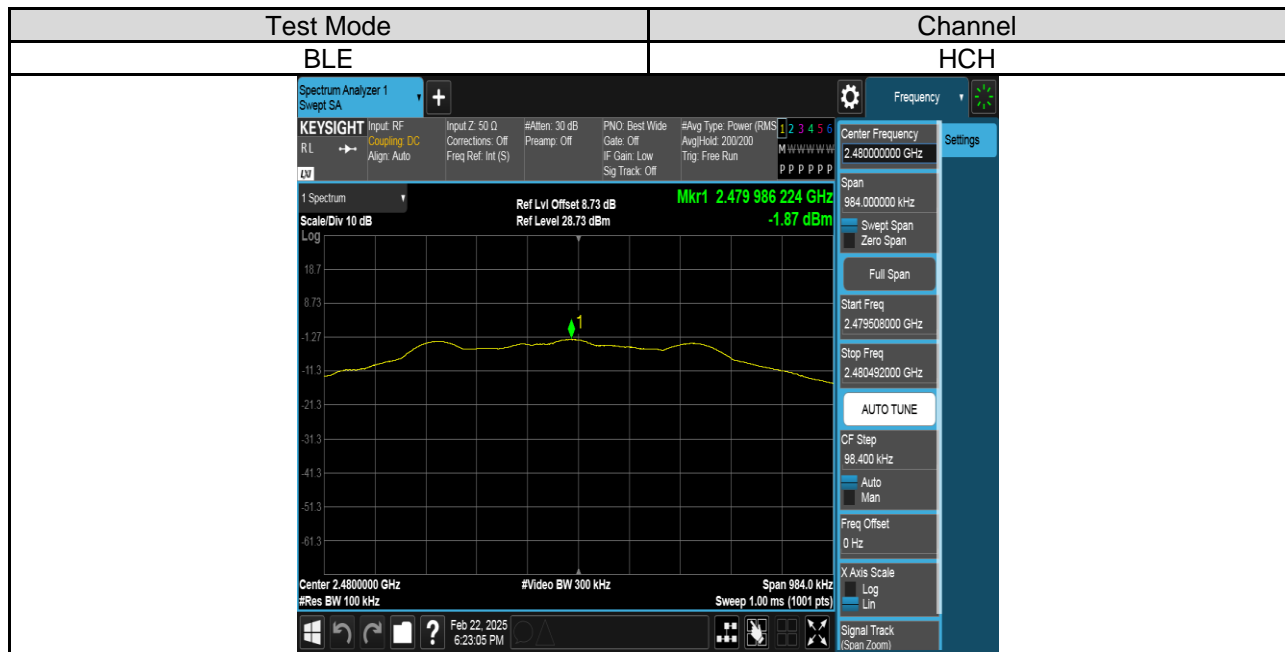 Test Mode Channel
BLE HCH
Spectrum Analyzer 1
Swept SA
+
Frequency
KEYSIGHT
RL
LXI
Input: RF
Coupling: DC
Align: Auto
Input Z: 50 Ω
Corrections: Off
Freq Ref: Int (S)
#Atten: 30 dB
Preamp: Off
PNO: Best Wide
Gate: Off
IF Gain: Low
Sig Track: Off
#Avg Type: Power (RMS
Avg|Hold: 200/200
Trig: Free Run
1 2 3 4 5 6
M W W W W W
P P P P P P
1 Spectrum
Scale/Div 10 dB
Log
Ref Lvl Offset 8.73 dB
Ref Level 28.73 dBm
Mkr1 2.479 986 224 GHz
-1.87 dBm
18.7
8.73
-1.27
-11.3
-21.3
-31.3
-41.3
-51.3
-61.3
1
Center 2.4800000 GHz
#Res BW 100 kHz
#Video BW 300 kHz
Span 984.0 kHz
Sweep 1.00 ms (1001 pts)
?
Feb 22, 2025
6:23:05 PM
Center Frequency
2.480000000 GHz
Settings
Span
984.000000 kHz
Swept Span
Zero Span
Full Span
Start Freq
2.479508000 GHz
Stop Freq
2.480492000 GHz
AUTO TUNE
CF Step
98.400 kHz
Auto
Man
Freq Offset
0 Hz
X Axis Scale
Log
Lin
Signal Track
(Span Zoom)